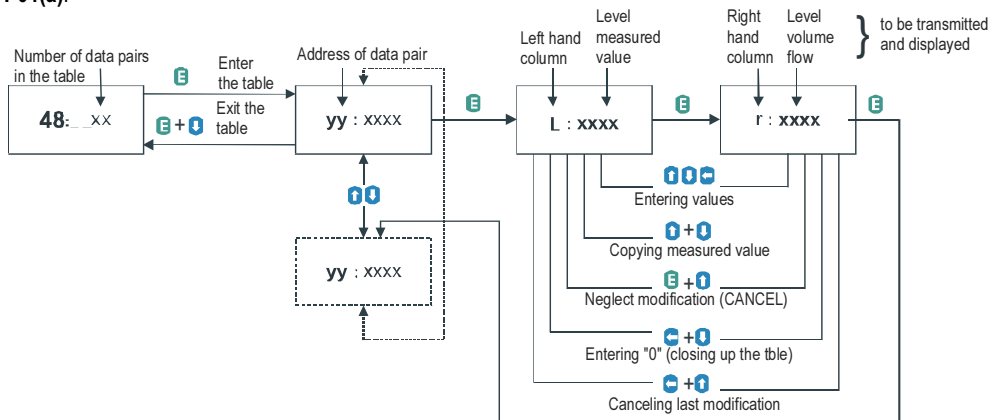 Number of data pairs
in the table
48:_ _xx
E
Enter
the table
E + 
Exit the
table
Address of data pair
yy : xxxx
yy : xxxx
E
Left hand
column
Level
measured
value
L : xxxx
E
Right
hand
column
Level
volume
flow
r : xxxx
E
}
to be transmitted
and displayed
Entering values
+
Copying measured value
E +
Neglect modification (CANCEL)
+
Entering "0" (closing up the tble)
+
Canceling last modification